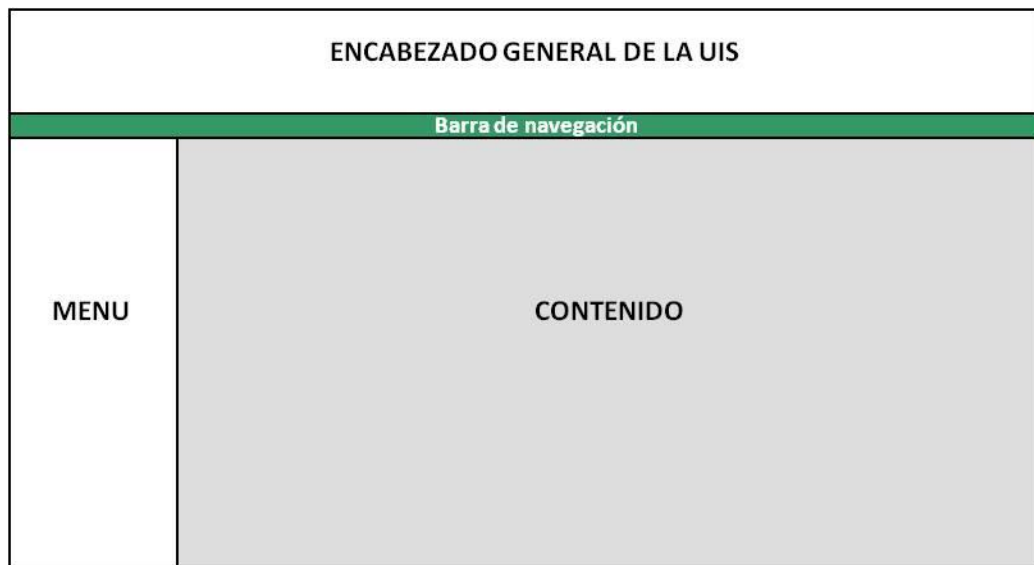 ENCABEZADO GENERAL DE LA UIS
Barra de navegación
MENU
CONTENIDO